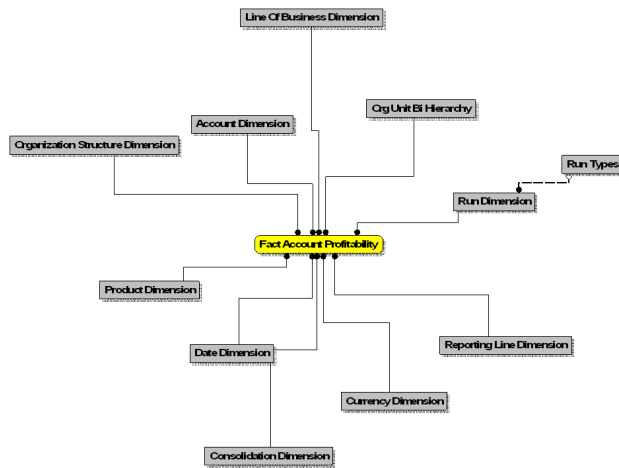 Line Of Business Dimension
Org Unit Bi Hierarchy
Account Dimension
Organization Structure Dimension
Run Types
Run Dimension
Fact Account Profitability
Product Dimension
Reporting Line Dimension
Date Dimension
Currency Dimension
Consolidation Dimension